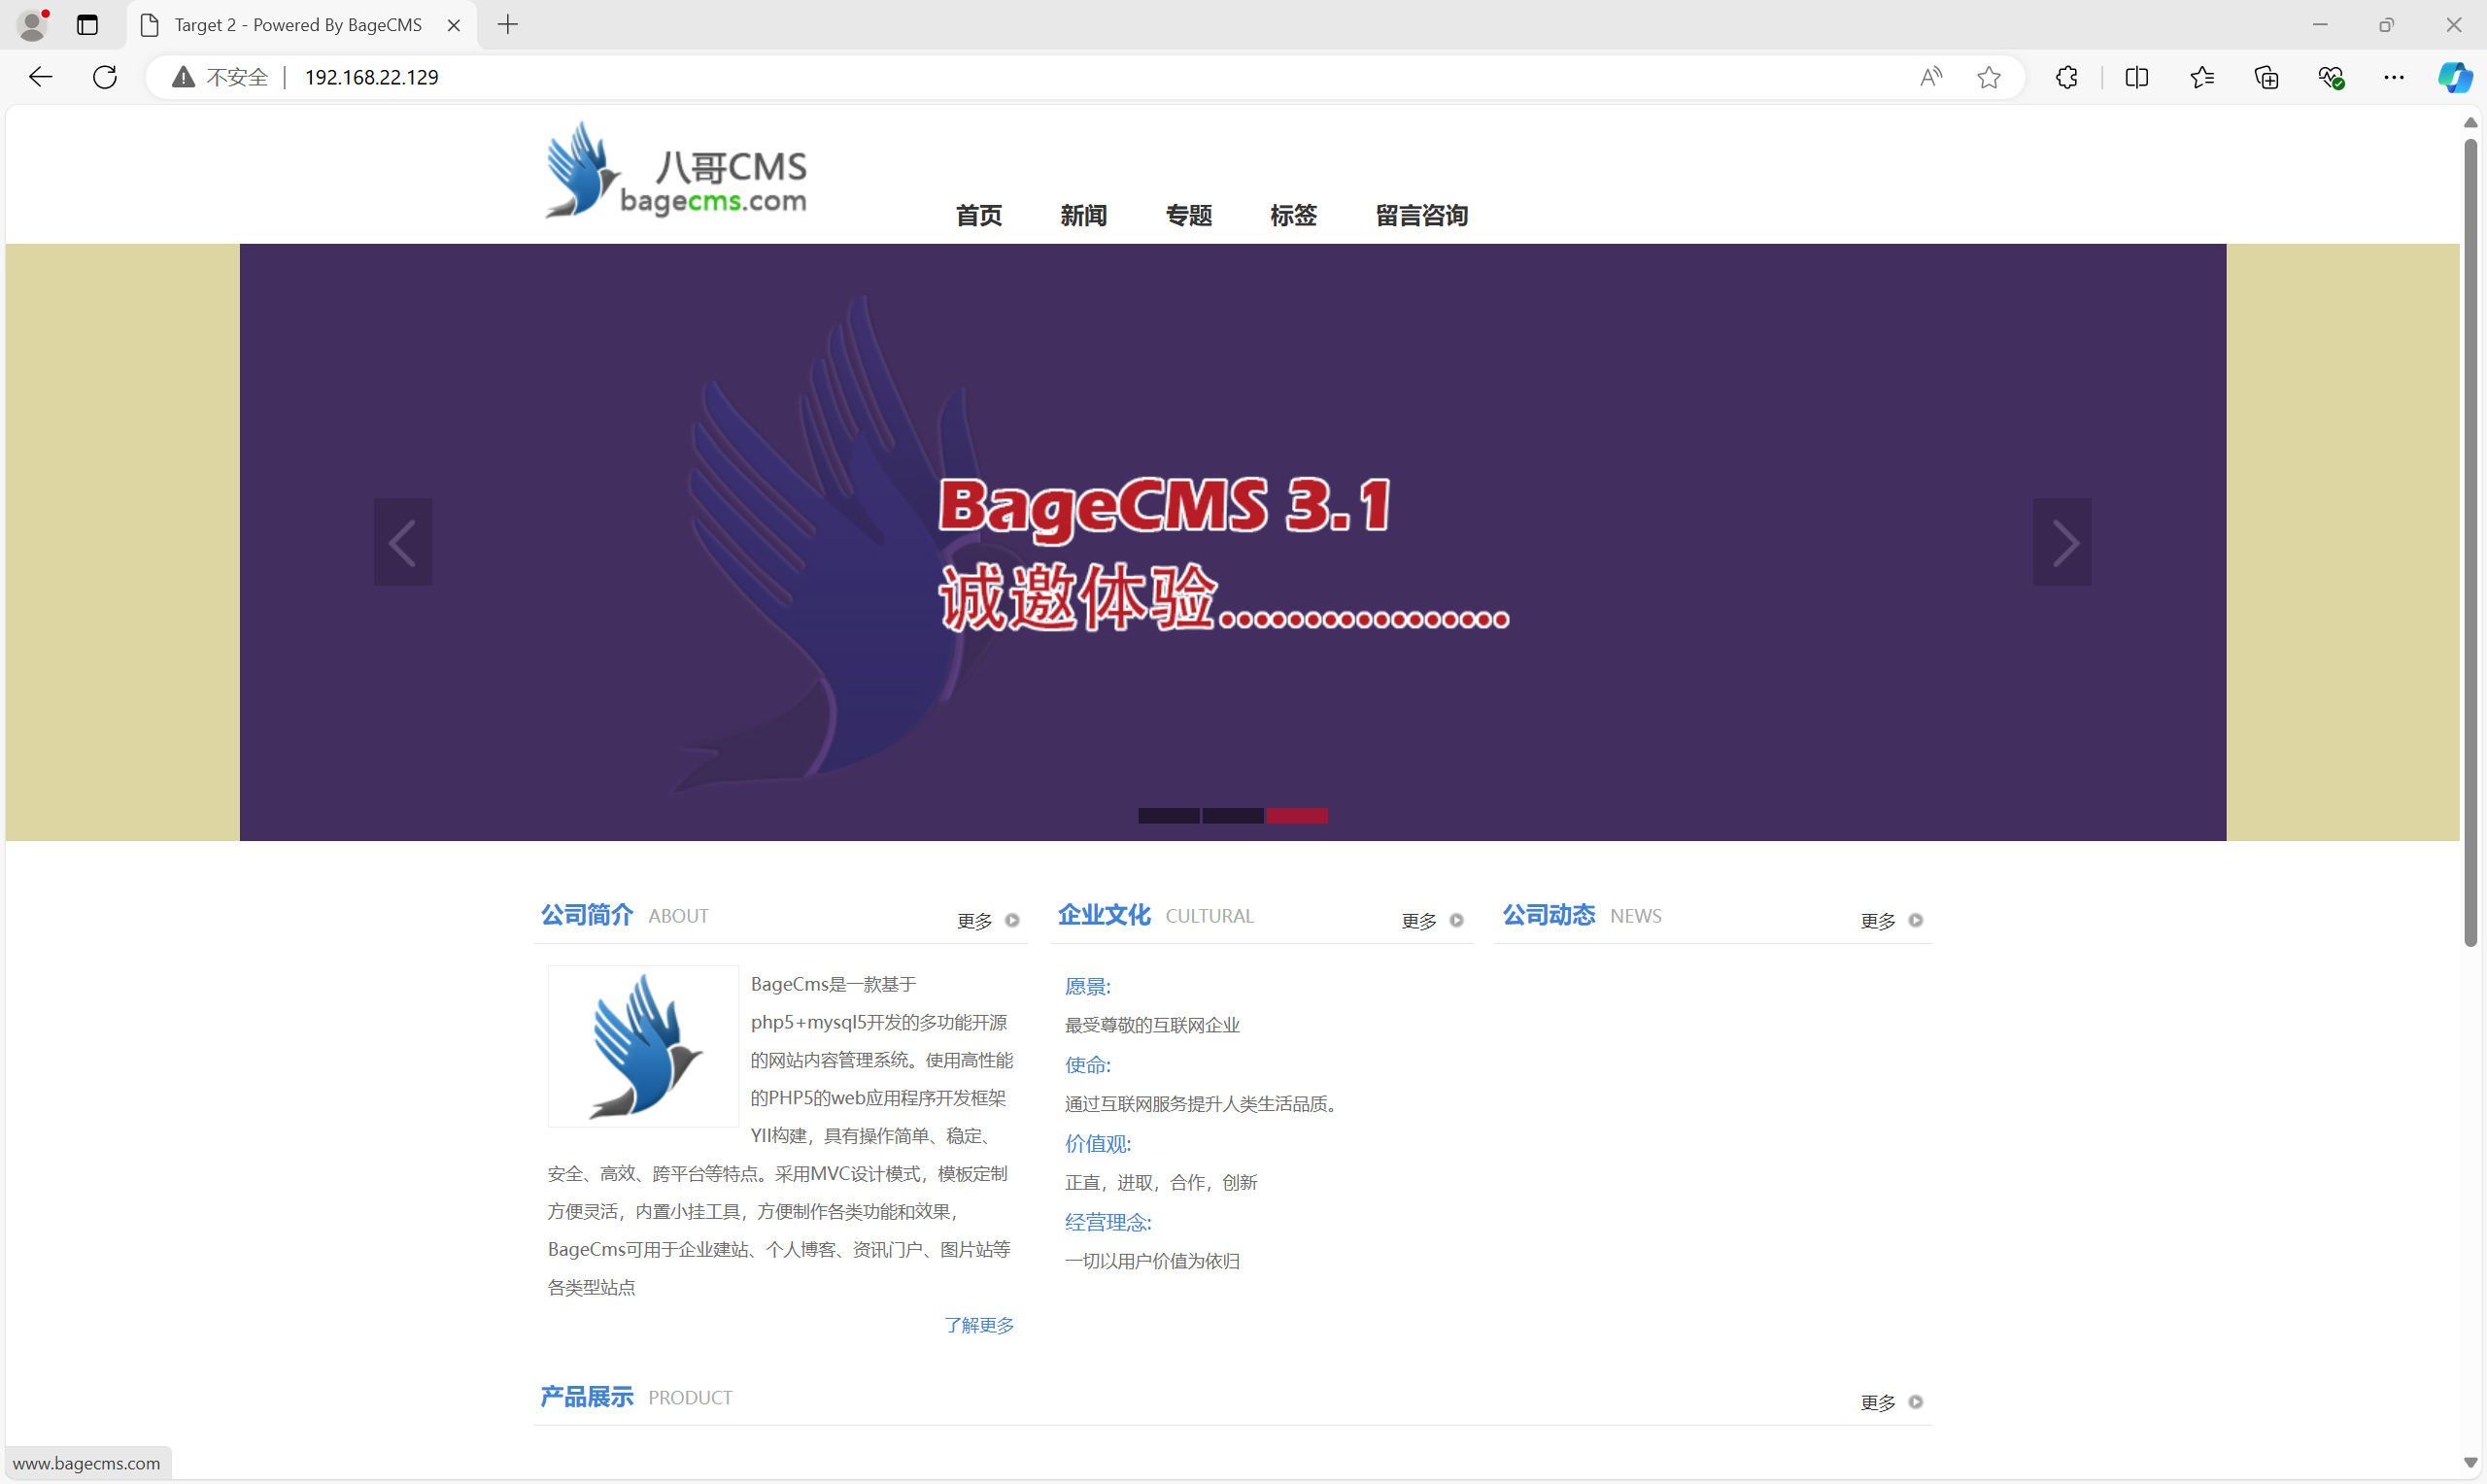 Target 2 - Powered By BageCMS
不安全
192.168.22.129
八哥CMS
bagecms.com
首页 新闻 专题 标签 留言咨询
BageCMS 3.1
诚邀体验.................
公司简介 ABOUT 更多
BageCms是一款基于
php5+mysql5开发的多功能开源
的网站内容管理系统。使用高性能
的PHP5的web应用程序开发框架
YII构建，具有操作简单、稳定、
安全、高效、跨平台等特点。采用MVC设计模式，模板定制
方便灵活，内置小挂工具，方便制作各类功能和效果，
BageCms可用于企业建站、个人博客、资讯门户、图片站等
各类型站点
了解更多
企业文化 CULTURAL 更多
愿景:
最受尊敬的互联网企业
使命:
通过互联网服务提升人类生活品质。
价值观:
正直，进取，合作，创新
经营理念:
一切以用户价值为依归
公司动态 NEWS 更多
产品展示 PRODUCT 更多
www.bagecms.com